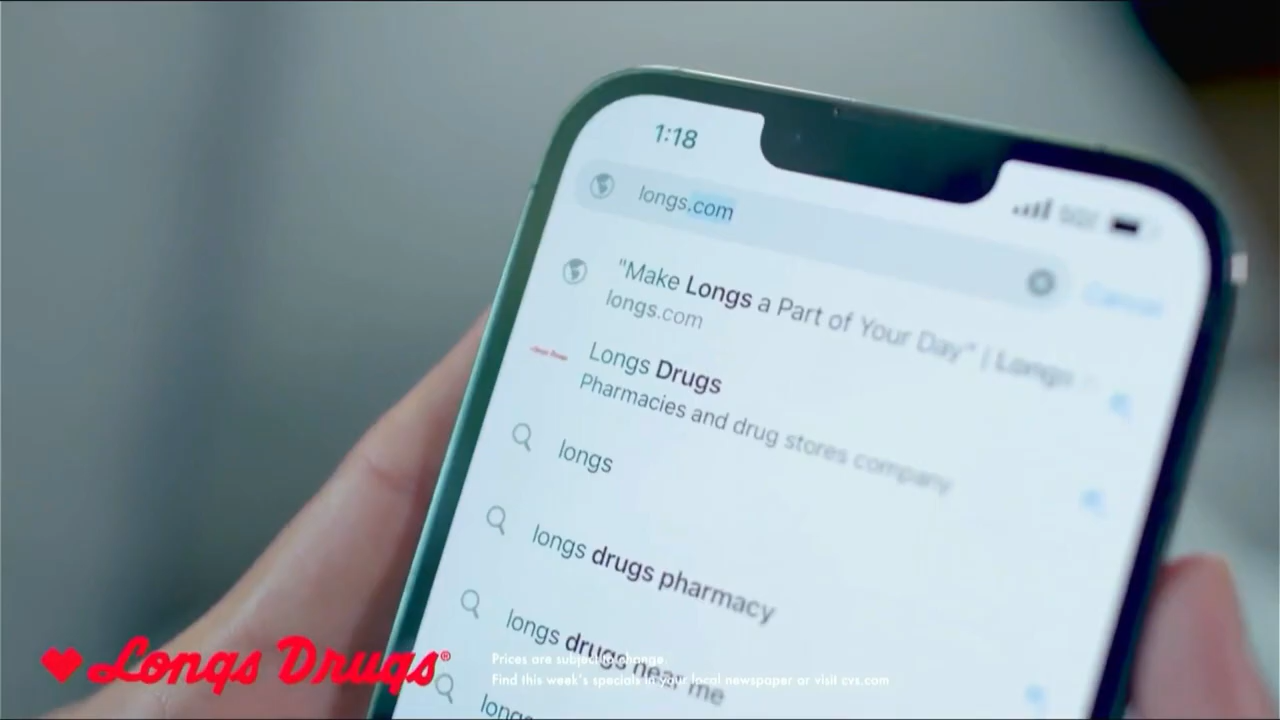 1:18
longs.com
Cancel
"Make Longs a Part of Your Day" | Longs
longs.com
Longs Drugs
Pharmacies and drug stores company
longs
longs drugs pharmacy
longs drugs near me
longs
Longs Drugs®
Prices are subject to change.
Find this week's specials in your local newspaper or visit cvs.com